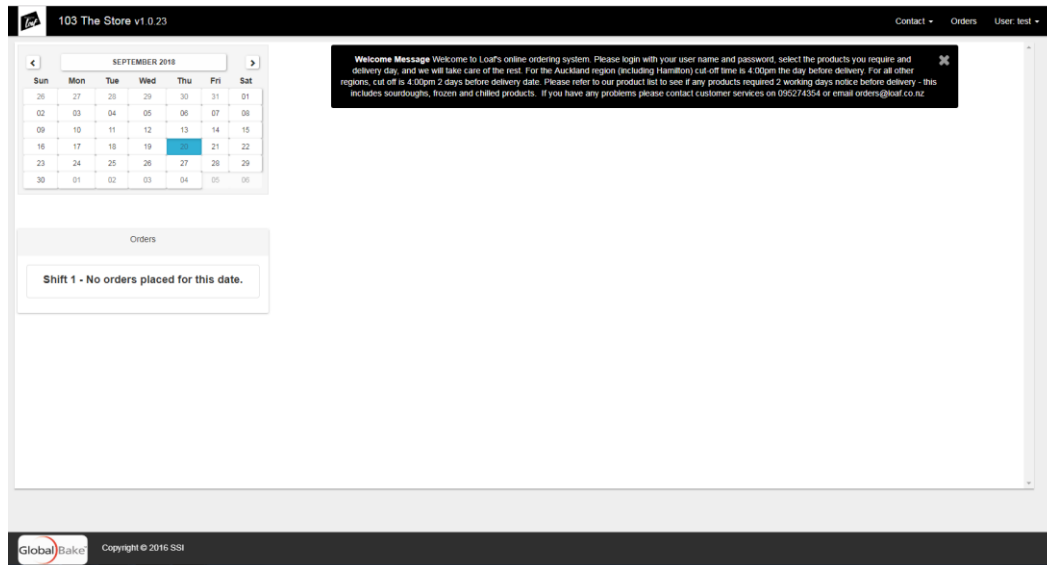 Loaf
103 The Store v1.0.23
Contact
Orders
User: test
SEPTEMBER 2018
Sun Mon Tue Wed Thu Fri Sat
26 27 28 29 30 31 01
02 03 04 05 06 07 08
09 10 11 12 13 14 15
16 17 18 19 20 21 22
23 24 25 26 27 28 29
30 01 02 03 04 05 06
Orders
Shift 1 - No orders placed for this date.
Welcome Message Welcome to Loaf's online ordering system. Please login with your user name and password, select the products you require and
delivery day, and we will take care of the rest. For the Auckland region (including Hamilton) cut-off time is 4:00pm the day before delivery. For all other
regions, cut off is 4:00pm 2 days before delivery date. Please refer to our product list to see if any products required 2 working days notice before delivery - this
includes sourdoughs, frozen and chilled products. If you have any problems please contact customer services on 095274354 or email orders@loaf.co.nz
GlobalBake
Copyright © 2016 SSI